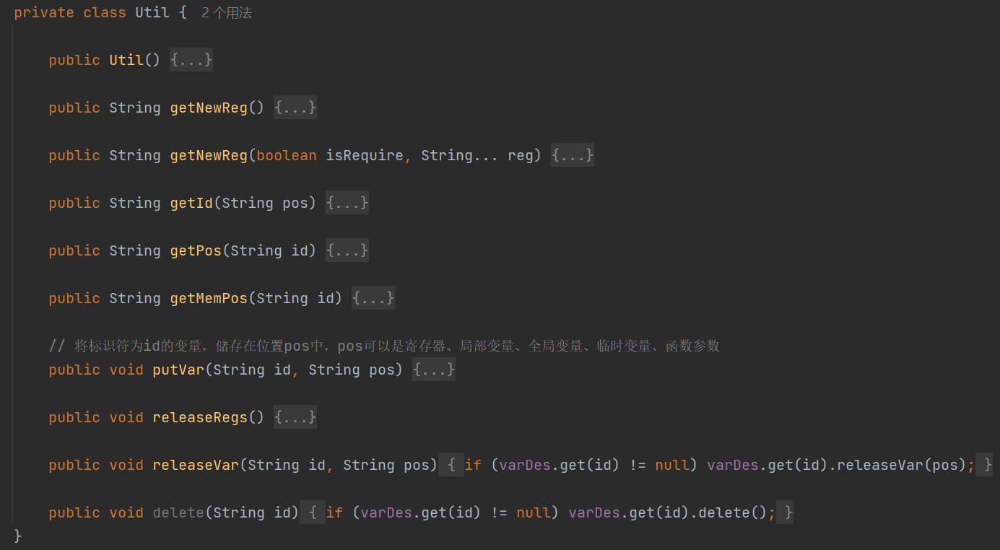 private class Util {  2个用法
public Util() {...}
public String getNewReg() {...}
public String getNewReg(boolean isRequire, String... reg) {...}
public String getId(String pos) {...}
public String getPos(String id) {...}
public String getMemPos(String id) {...}
// 将标识符为id的变量，储存在位置pos中，pos可以是寄存器、局部变量、全局变量、临时变量、函数参数
public void putVar(String id, String pos) {...}
public void releaseRegs() {...}
public void releaseVar(String id, String pos) { if (varDes.get(id) != null) varDes.get(id).releaseVar(pos); }
public void delete(String id) { if (varDes.get(id) != null) varDes.get(id).delete(); }
}